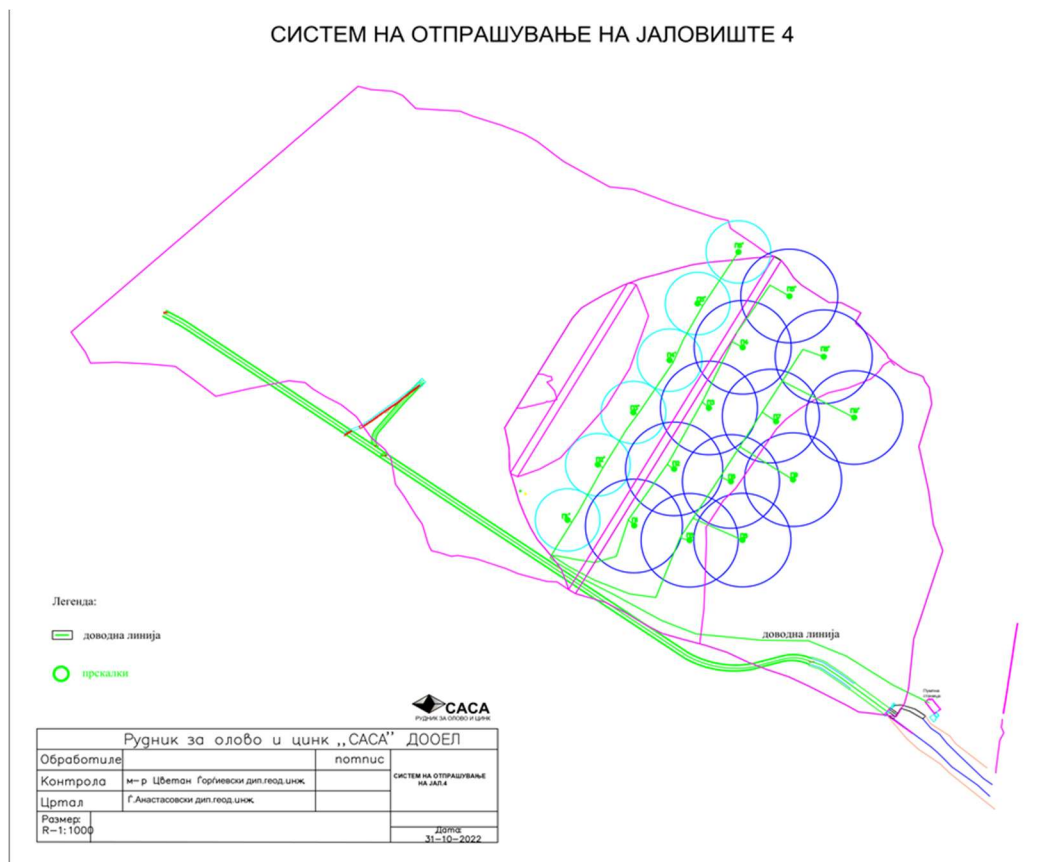 СИСТЕМ НА ОТПРАШУВАЊЕ НА ЈАЛОВИШТЕ 4
доводна линија
Легенда:
доводна линија
прскалки
САСА
РУДНИК ЗА ОЛОВО И ЦИНК
Рудник за олово и цинк ,,САСА'' ДООЕЛ
Обработиле потпис
Контрола м-р Цветан Ѓорѓиевски дип.геод.инж.
СИСТЕМ НА ОТПРАШУВАЊЕ
НА ЈАЛ.4
Цртал Ѓ.Анастасовски дип.геод.инж.
Размер:
R-1:1000
Дата:
31-10-2022